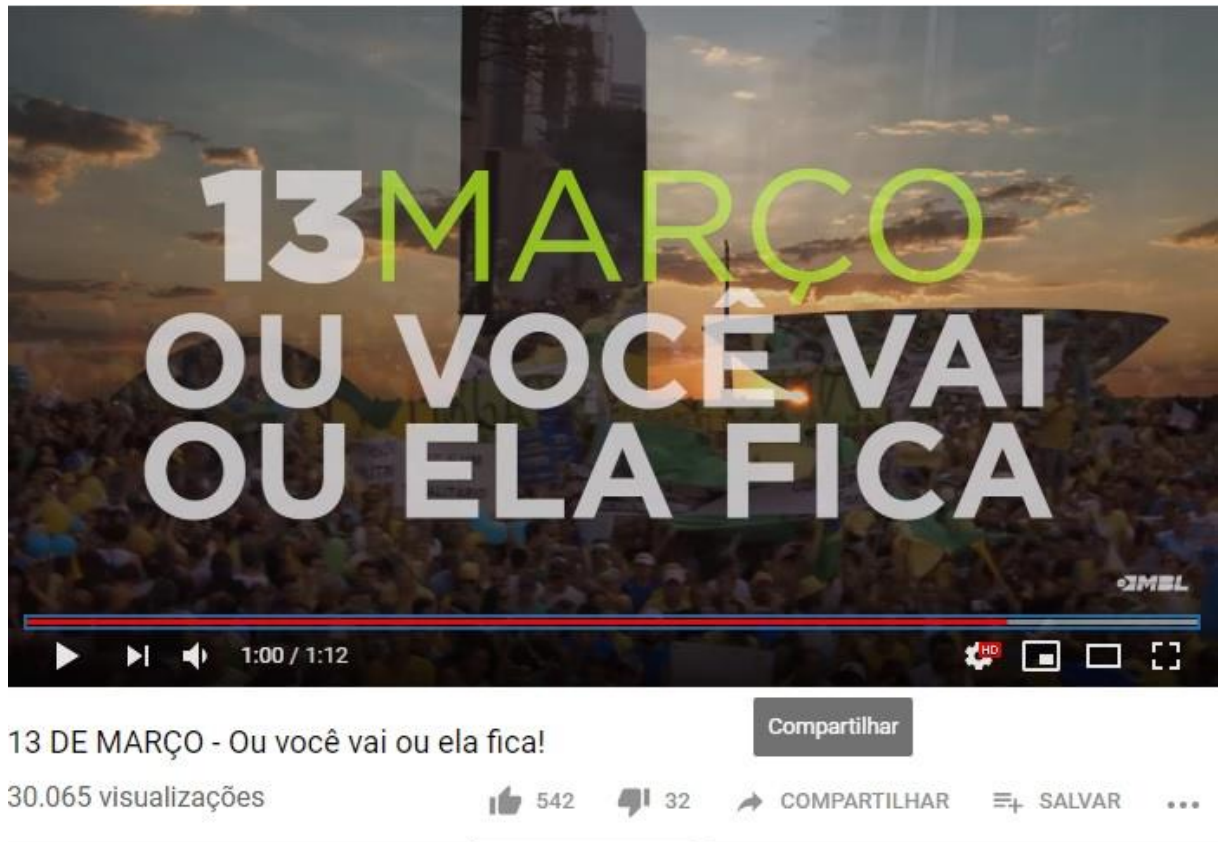 13MARÇO
OU VOCÊ VAI
OU ELA FICA
MBL
1:00 / 1:12
HD
13 DE MARÇO - Ou você vai ou ela fica!
Compartilhar
30.065 visualizações
542
32
COMPARTILHAR
SALVAR